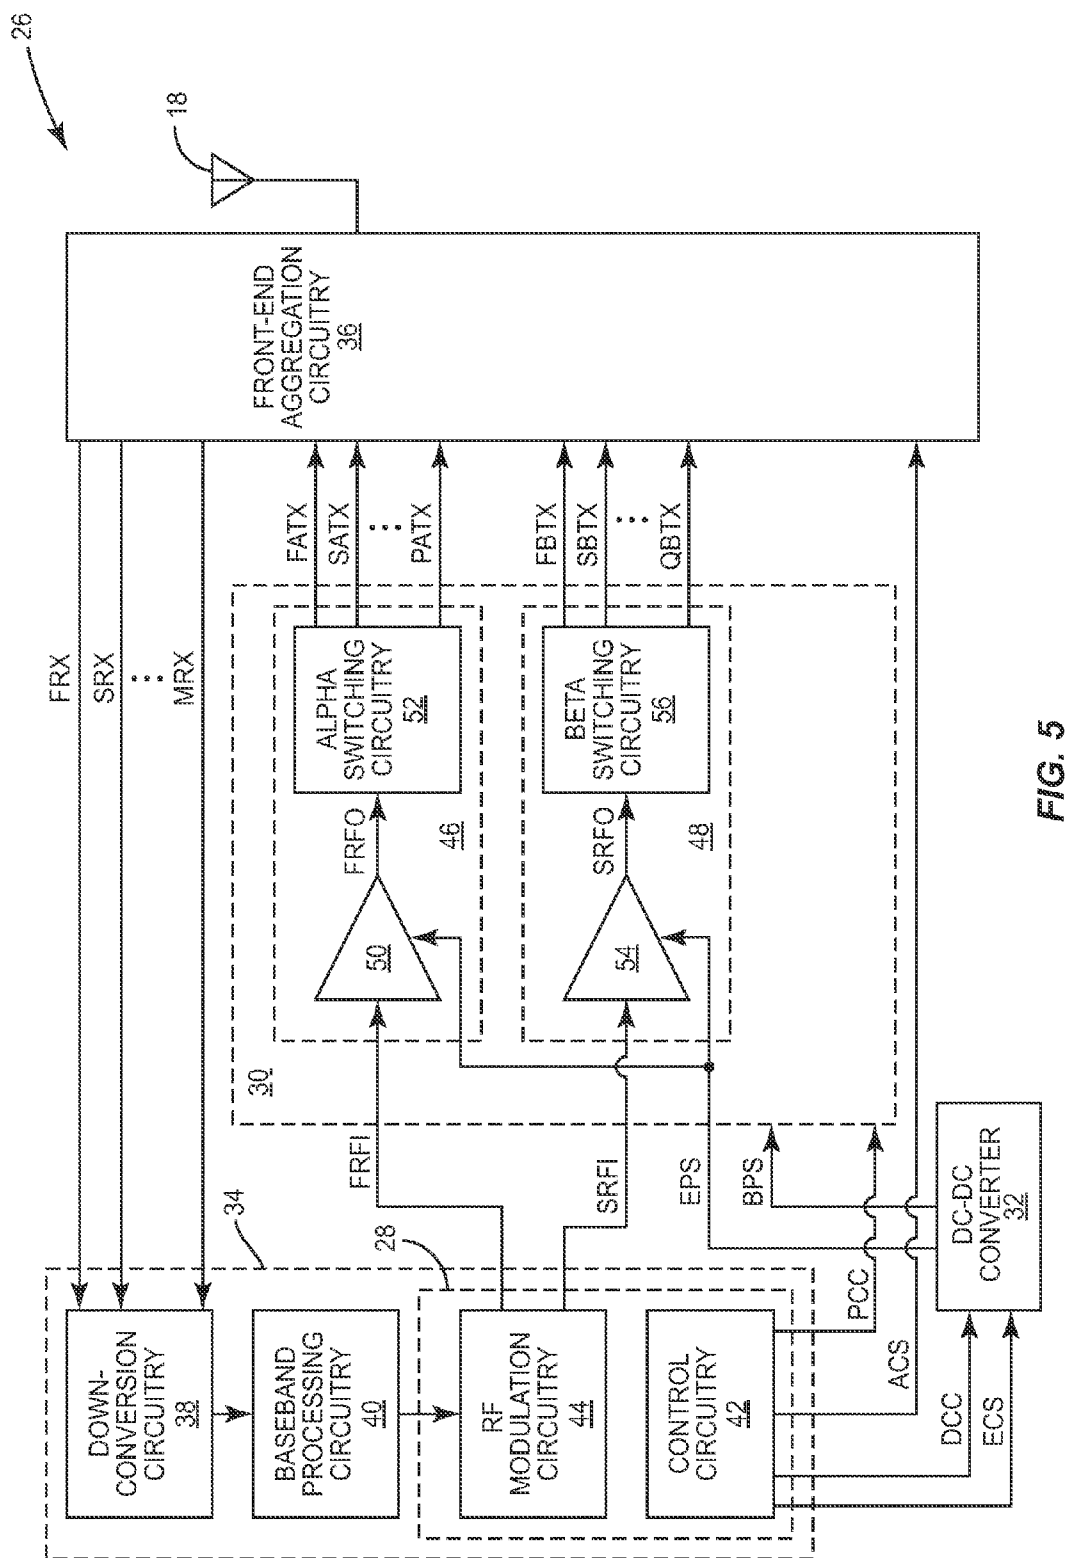 26
18
FRONT-END
AGGREGATION
CIRCUITRY
36
FRX
SRX
MRX
FATX
SATX
PATX
FBTX
SBTX
QBTX
ALPHA
SWITCHING
CIRCUITRY
52
BETA
SWITCHING
CIRCUITRY
56
FRFO
46
SRFO
48
50
54
30
FRFI
SRFI
EPS
BPS
PCC
ACS
DCC
ECS
DC-DC
CONVERTER
32
34
28
DOWN-
CONVERSION
CIRCUITRY
38
BASEBAND
PROCESSING
CIRCUITRY
40
RF
MODULATION
CIRCUITRY
44
CONTROL
CIRCUITRY
42
FIG. 5